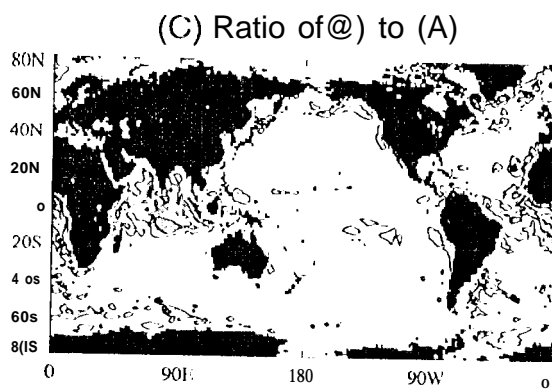 (C) Ratio of @) to (A)
80N
60N
40N
20N
o
20S
4 os
60s
8(IS
0 90E 180 90W o